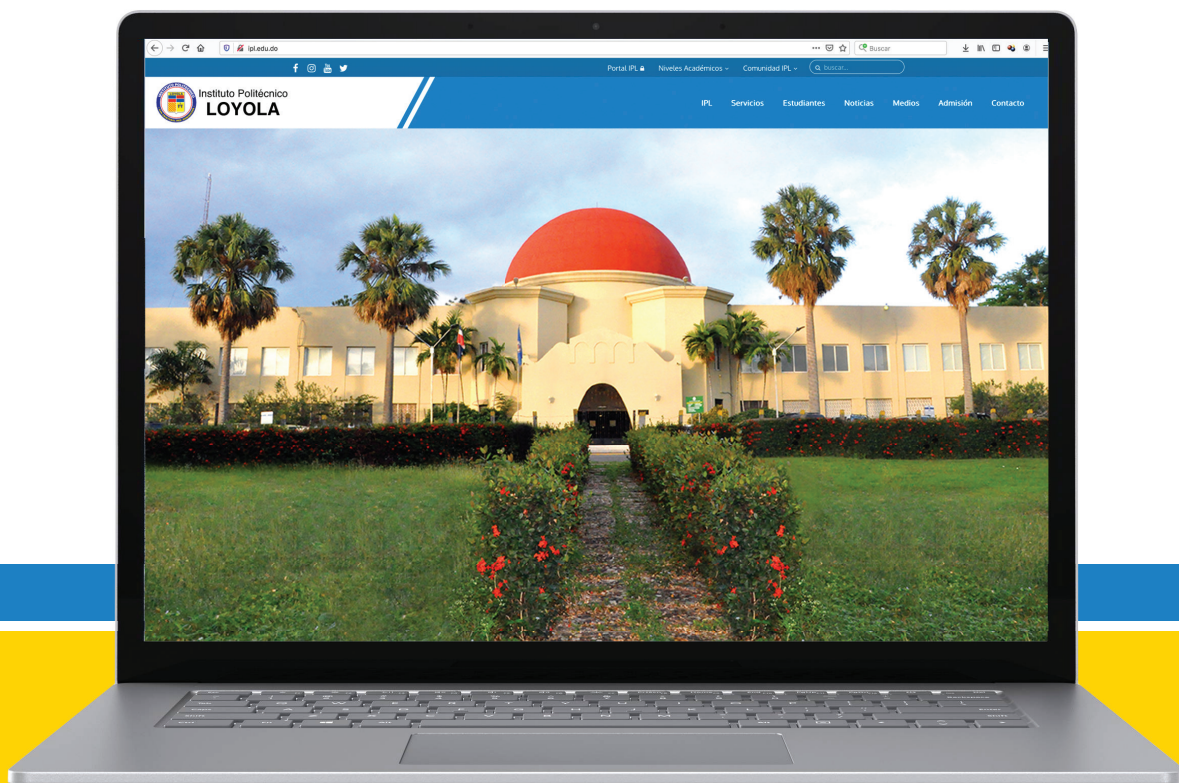 ipl.edu.do
Buscar
Portal IPL
Niveles Académicos
Comunidad IPL
buscar...
Instituto Politécnico
LOYOLA
IPL
Servicios
Estudiantes
Noticias
Medios
Admisión
Contacto